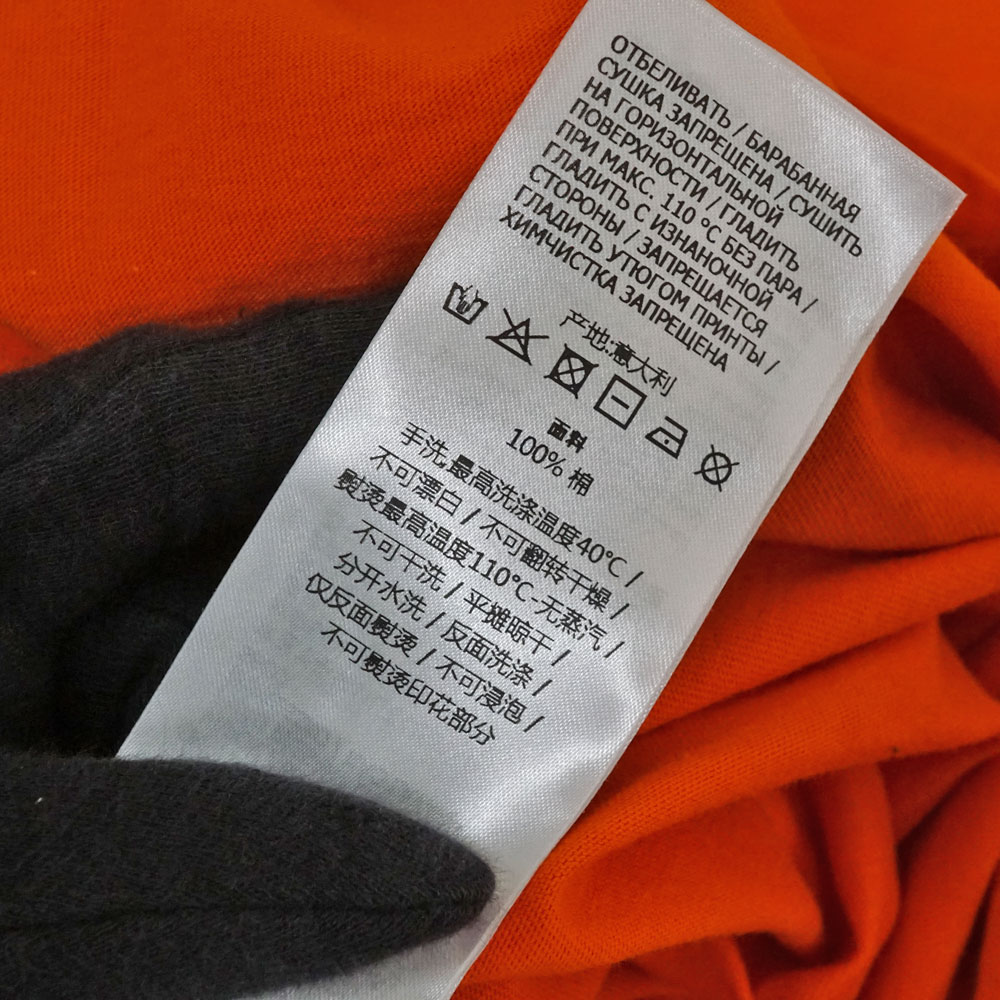 ОТБЕЛИВАТЬ / БАРАБАННАЯ
СУШКА ЗАПРЕЩЕНА / СУШИТЬ
НА ГОРИЗОНТАЛЬНОЙ
ПОВЕРХНОСТИ / ГЛАДИТЬ
ПРИ МАКС. 110 °C БЕЗ ПАРА /
ГЛАДИТЬ С ИЗНАНОЧНОЙ
СТОРОНЫ / ЗАПРЕЩАЕТСЯ
ГЛАДИТЬ УТЮГОМ ПРИНТЫ /
ХИМЧИСТКА ЗАПРЕЩЕНА
产地:意大利
面料
100% 棉
手洗,最高洗涤温度40°C /
不可漂白 / 不可翻转干燥 /
熨烫最高温度110°C-无蒸汽 /
不可干洗 / 平摊晾干 /
分开水洗 / 反面洗涤 /
仅反面熨烫 / 不可浸泡 /
不可熨烫印花部分